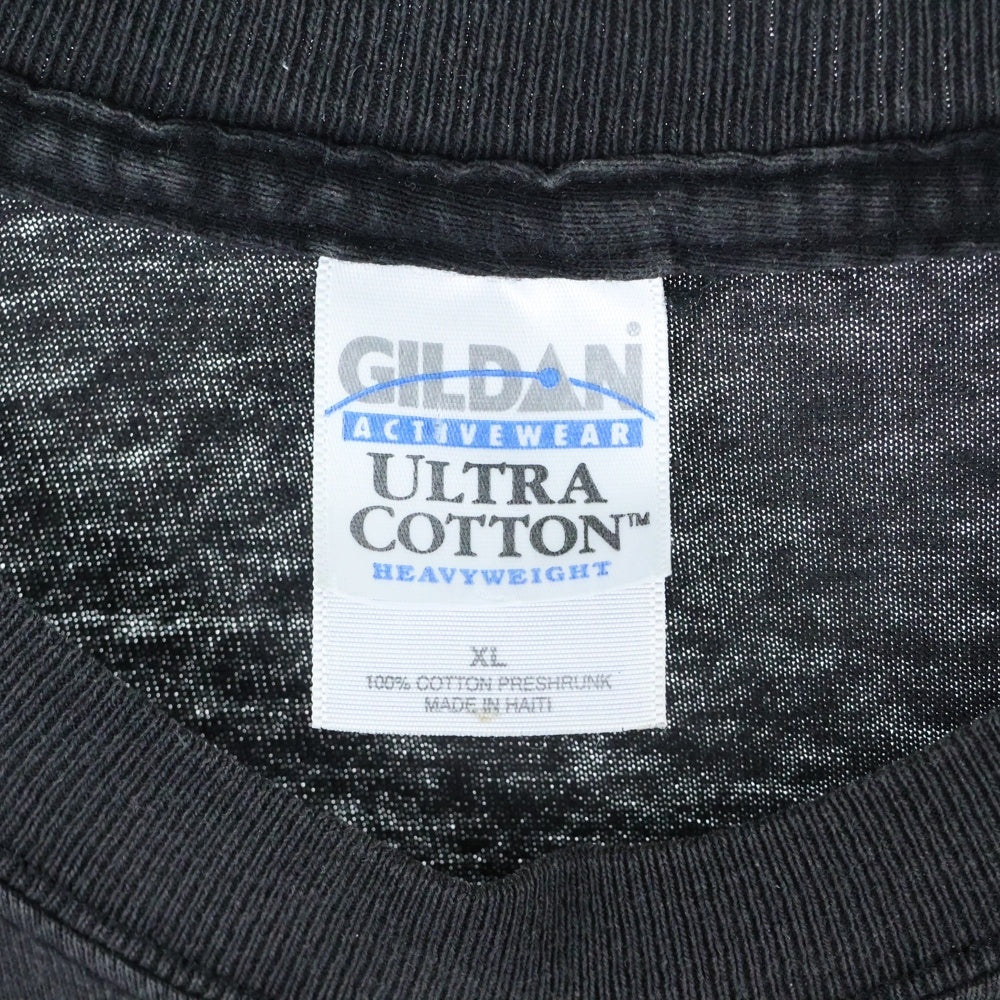 GILDAN®
ACTIVEWEAR
ULTRA
COTTON™
HEAVYWEIGHT
XL
100% COTTON PRESHRUNK
MADE IN HAITI